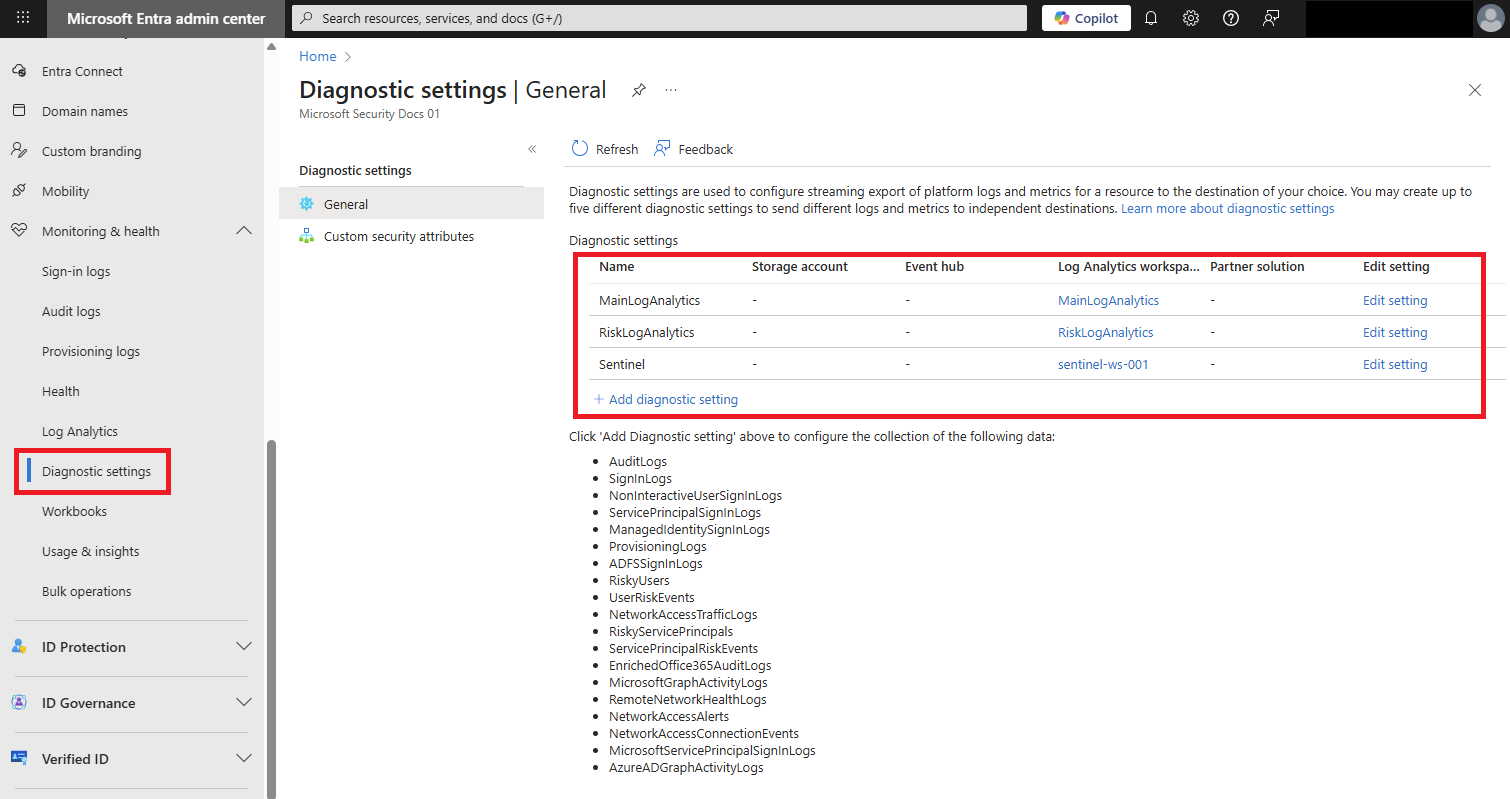 Microsoft Entra admin center
Search resources, services, and docs (G+/)
Copilot
Entra Connect
Domain names
Custom branding
Mobility
Monitoring & health
Sign-in logs
Audit logs
Provisioning logs
Health
Log Analytics
Diagnostic settings
Workbooks
Usage & insights
Bulk operations
ID Protection
ID Governance
Verified ID
Home
Diagnostic settings | General
Microsoft Security Docs 01
Diagnostic settings
General
Custom security attributes
Refresh Feedback
Diagnostic settings are used to configure streaming export of platform logs and metrics for a resource to the destination of your choice. You may create up to
five different diagnostic settings to send different logs and metrics to independent destinations. Learn more about diagnostic settings
Diagnostic settings
Name Storage account Event hub Log Analytics workspa... Partner solution Edit setting
MainLogAnalytics - - MainLogAnalytics - Edit setting
RiskLogAnalytics - - RiskLogAnalytics - Edit setting
Sentinel - - sentinel-ws-001 - Edit setting
+ Add diagnostic setting
Click 'Add Diagnostic setting' above to configure the collection of the following data:
• AuditLogs
• SignInLogs
• NonInteractiveUserSignInLogs
• ServicePrincipalSignInLogs
• ManagedIdentitySignInLogs
• ProvisioningLogs
• ADFSSignInLogs
• RiskyUsers
• UserRiskEvents
• NetworkAccessTrafficLogs
• RiskyServicePrincipals
• ServicePrincipalRiskEvents
• EnrichedOffice365AuditLogs
• MicrosoftGraphActivityLogs
• RemoteNetworkHealthLogs
• NetworkAccessAlerts
• NetworkAccessConnectionEvents
• MicrosoftServicePrincipalSignInLogs
• AzureADGraphActivityLogs